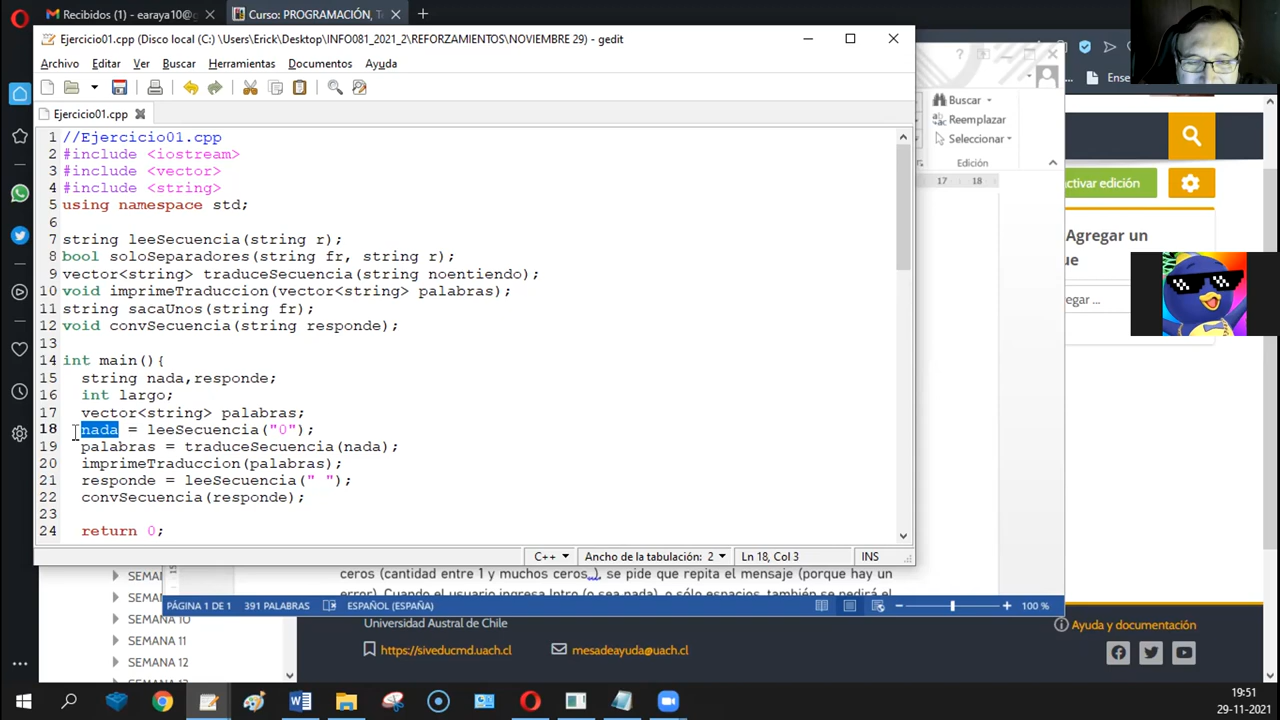 Recibidos (1) - earaya10@g
Curso: PROGRAMACIÓN, T
Ejercicio01.cpp (Disco local (C:) \Users\Erick\Desktop\INFO081_2021_2\REFORZAMIENTOS\NOVIEMBRE 29) - gedit
Archivo Editar Ver Buscar Herramientas Documentos Ayuda
Ejercicio01.cpp
1 //Ejercicio01.cpp
2 #include <iostream>
3 #include <vector>
4 #include <string>
5 using namespace std;
6
7 string leeSecuencia(string r);
8 bool soloSeparadores(string fr, string r);
9 vector<string> traduceSecuencia(string noentiendo);
10 void imprimeTraduccion(vector<string> palabras);
11 string sacaUnos(string fr);
12 void convSecuencia(string responde);
13
14 int main(){
15 string nada,responde;
16 int largo;
17 vector<string> palabras;
18 nada = leeSecuencia("0");
19 palabras = traduceSecuencia(nada);
20 imprimeTraduccion(palabras);
21 responde = leeSecuencia(" ");
22 convSecuencia(responde);
23
24 return 0;
C++ Ancho de la tabulación: 2 Ln 18, Col 3 INS
Buscar
Reemplazar
Seleccionar
Edición
17 18
Ense
ctivar edición
Agregar un
ue
egar ...
ceros (cantidad entre 1 y muchos ceros ), se pide que repita el mensaje (porque hay un
error). Cuando el usuario ingresa Intro (o sea nada), o sólo espacios, también se pedirá el
PÁGINA 1 DE 1 391 PALABRAS ESPAÑOL (ESPAÑA) 100 %
SEMA
SEMANA 10
SEMANA 11
SEMANA 12
Universidad Austral de Chile
https://siveducmd.uach.cl mesadeayuda@uach.cl
Ayuda y documentación
19:51
29-11-2021